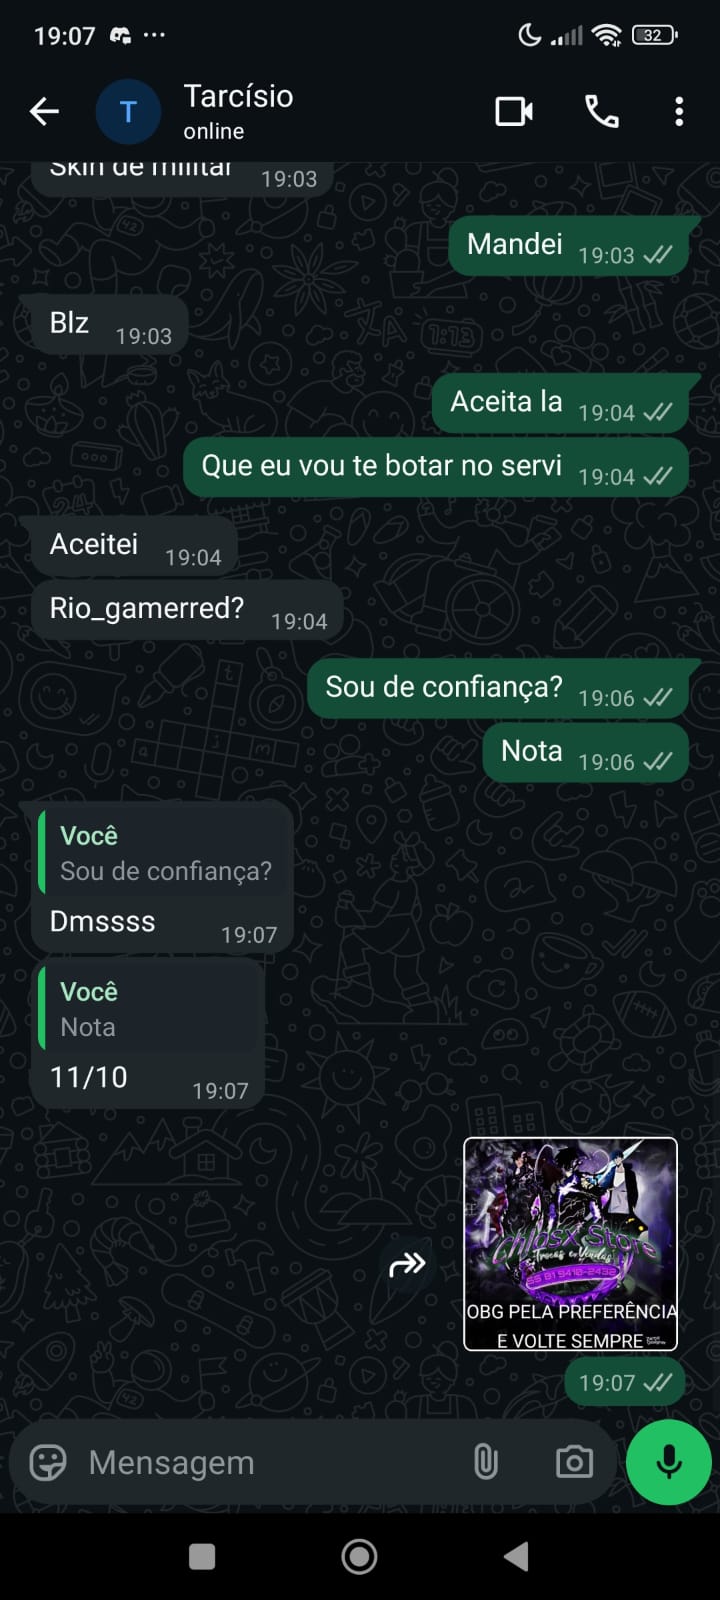 19:07
32
T
Tarcísio
online
Skin de militar 19:03
Mandei 19:03
Blz 19:03
Aceita la 19:04
Que eu vou te botar no servi 19:04
Aceitei 19:04
Rio_gamerred? 19:04
Sou de confiança? 19:06
Nota 19:06
Você
Sou de confiança?
Dmssss 19:07
Você
Nota
11/10 19:07
Chlosx Store
Trocas e Vendas
55 81 9410-2432
OBG PELA PREFERÊNCIA
E VOLTE SEMPRE
19:07
Mensagem